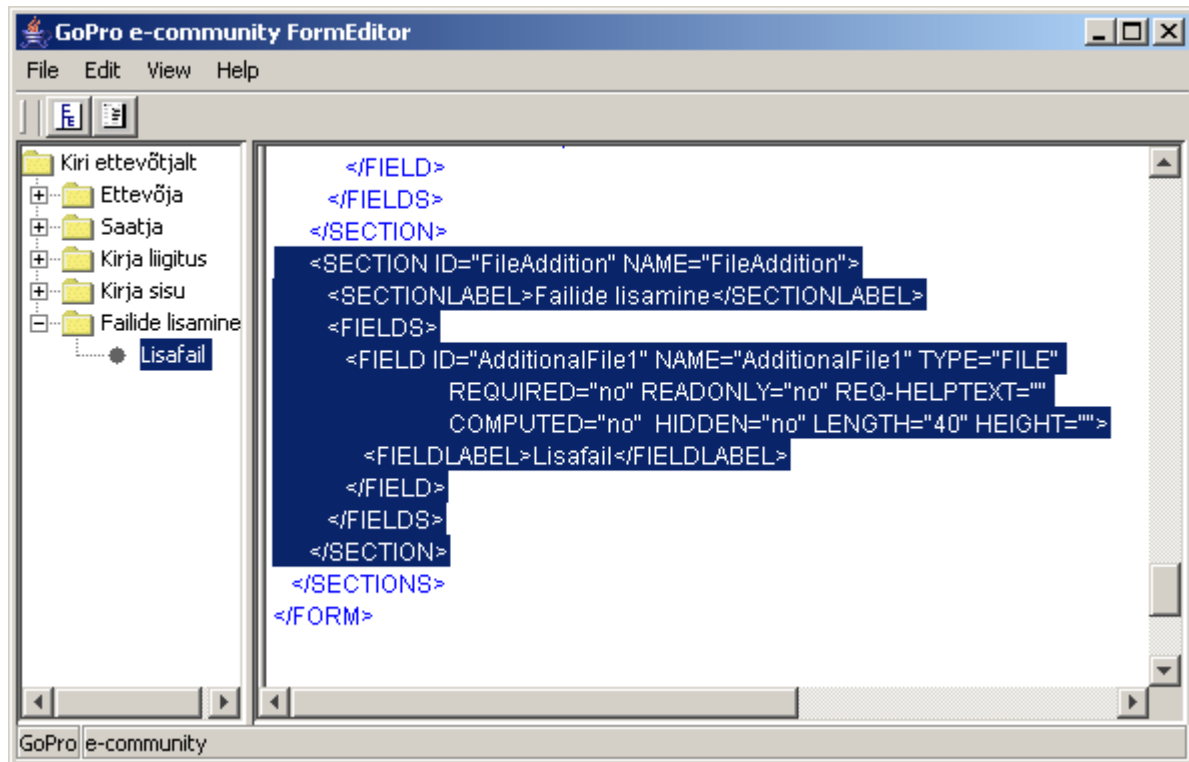 GoPro e-community FormEditor
File Edit View Help
Kiri ettevõtjalt
Ettevõja
Saatja
Kirja liigitus
Kirja sisu
Failide lisamine
Lisafail
</FIELD>
</FIELDS>
</SECTION>
<SECTION ID="FileAddition" NAME="FileAddition">
<SECTIONLABEL>Failide lisamine</SECTIONLABEL>
<FIELDS>
<FIELD ID="AdditionalFile1" NAME="AdditionalFile1" TYPE="FILE"
REQUIRED="no" READONLY="no" REQ-HELPTEXT=""
COMPUTED="no" HIDDEN="no" LENGTH="40" HEIGHT="">
<FIELDLABEL>Lisafail</FIELDLABEL>
</FIELD>
</FIELDS>
</SECTION>
</SECTIONS>
</FORM>
GoPro e-community